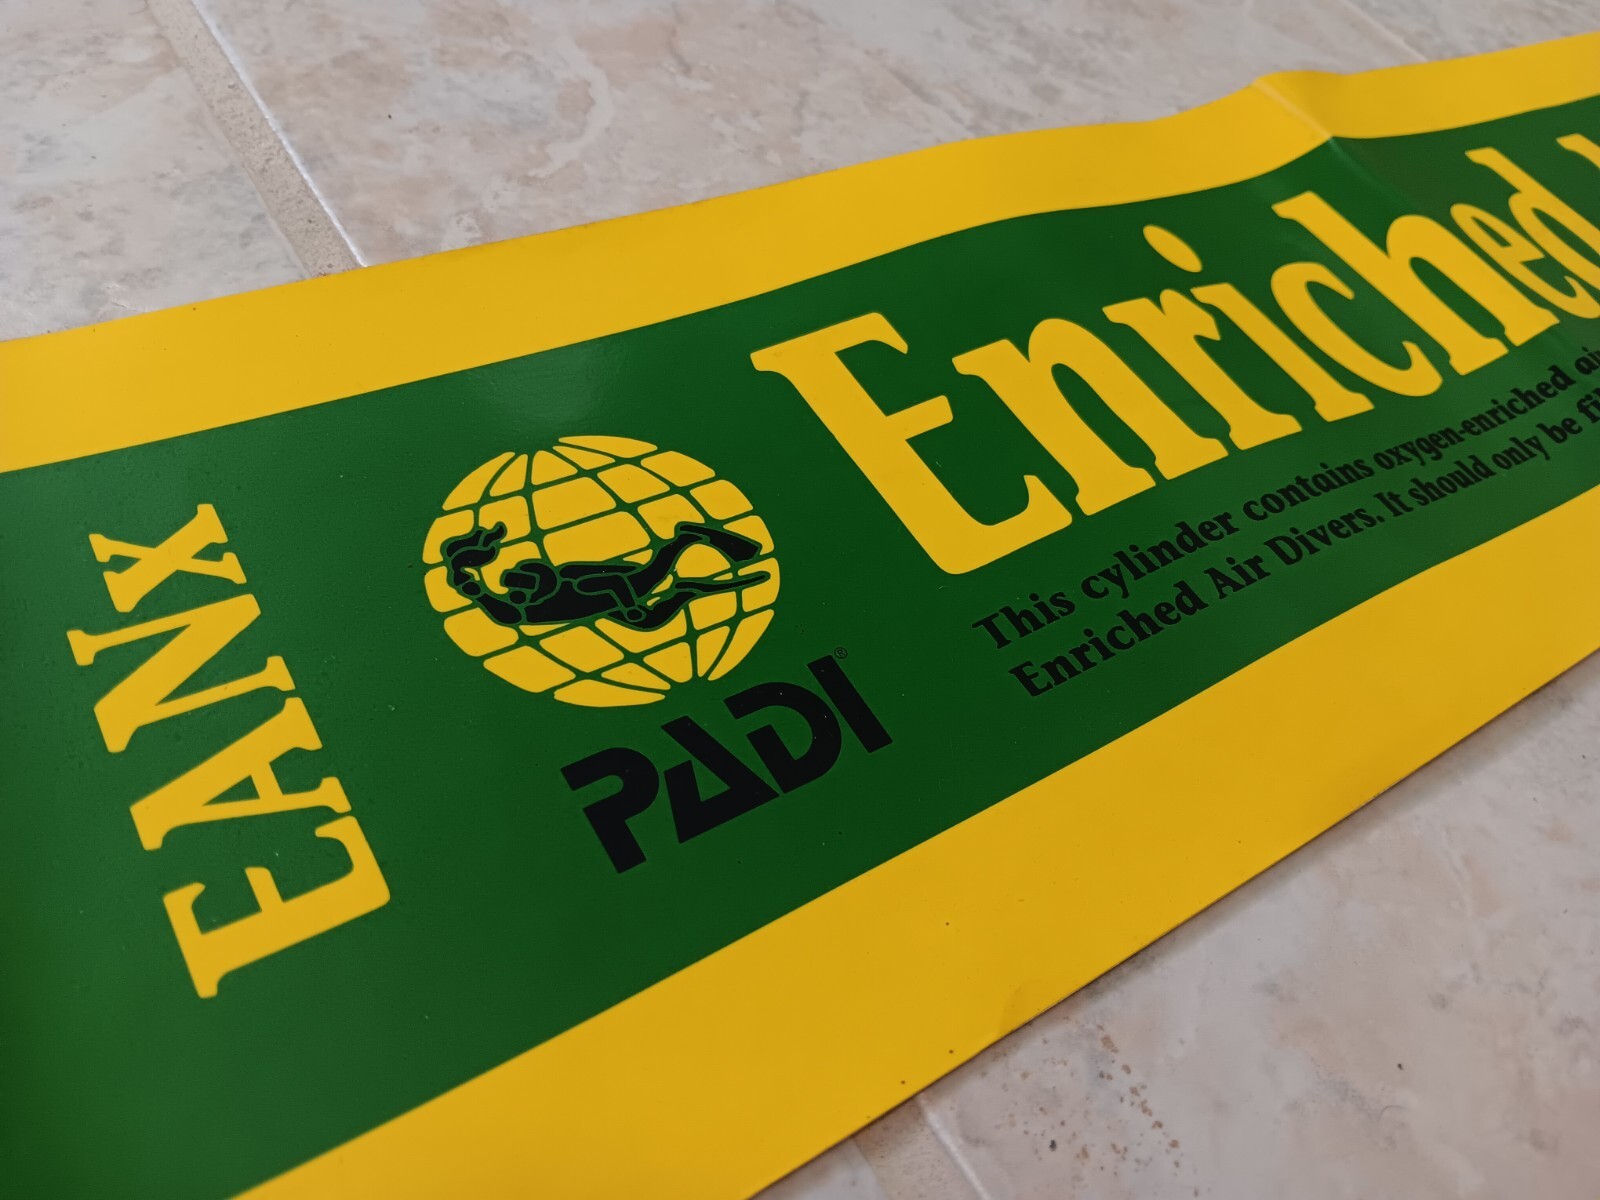 EANX
PADI®
Enriched
This cylinder contains oxygen-enriched
Enriched Air Divers. It should only be